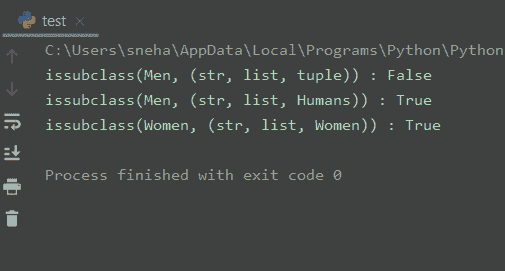 test
C:\Users\sneha\AppData\Local\Programs\Python\Python
issubclass(Men, (str, list, tuple)) : False
issubclass(Men, (str, list, Humans)) : True
issubclass(Women, (str, list, Women)) : True
Process finished with exit code 0